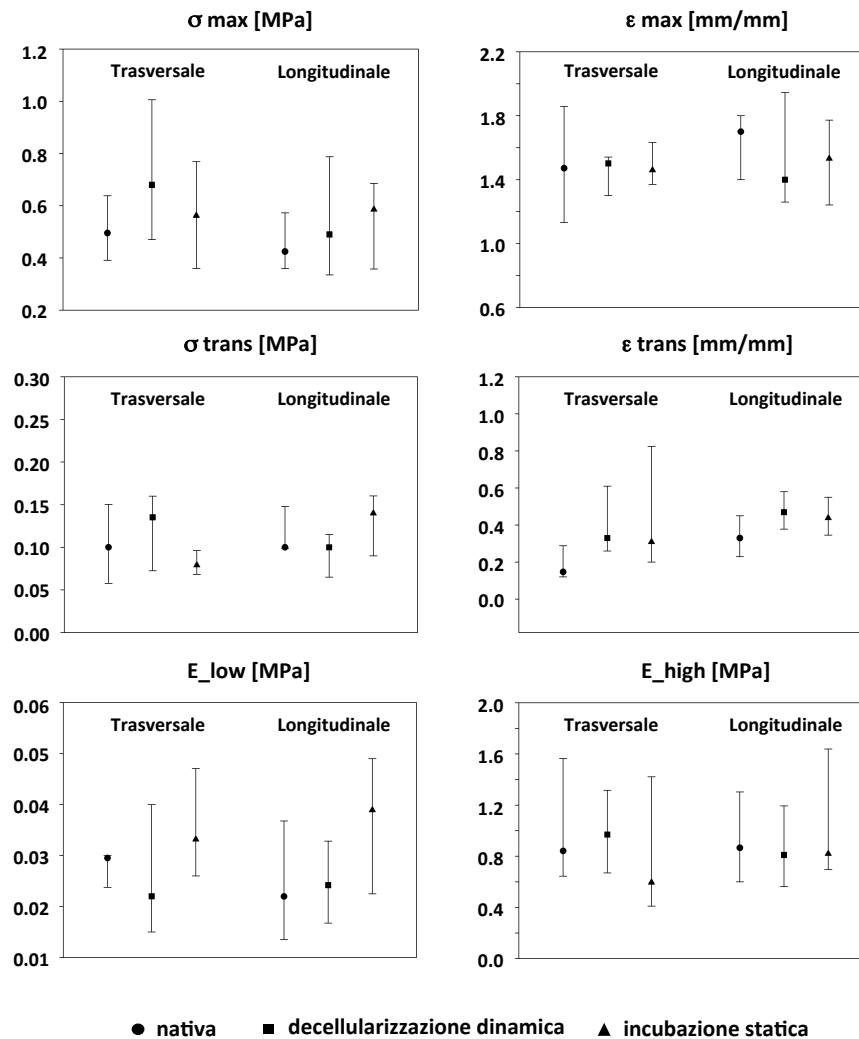 σ max [MPa]
ε max [mm/mm]
1.2
1.0
0.8
0.6
0.4
0.2
Trasversale
Longitudinale
2.2
1.8
1.4
1.0
0.6
Trasversale
Longitudinale
σ trans [MPa]
ε trans [mm/mm]
0.30
0.25
0.20
0.15
0.10
0.05
0.00
Trasversale
Longitudinale
1.2
1.0
0.8
0.6
0.4
0.2
0.0
Trasversale
Longitudinale
E_low [MPa]
E_high [MPa]
0.06
0.05
0.04
0.03
0.02
0.01
Trasversale
Longitudinale
2.0
1.6
1.2
0.8
0.4
0.0
Trasversale
Longitudinale
nativa
decellularizzazione dinamica
incubazione statica